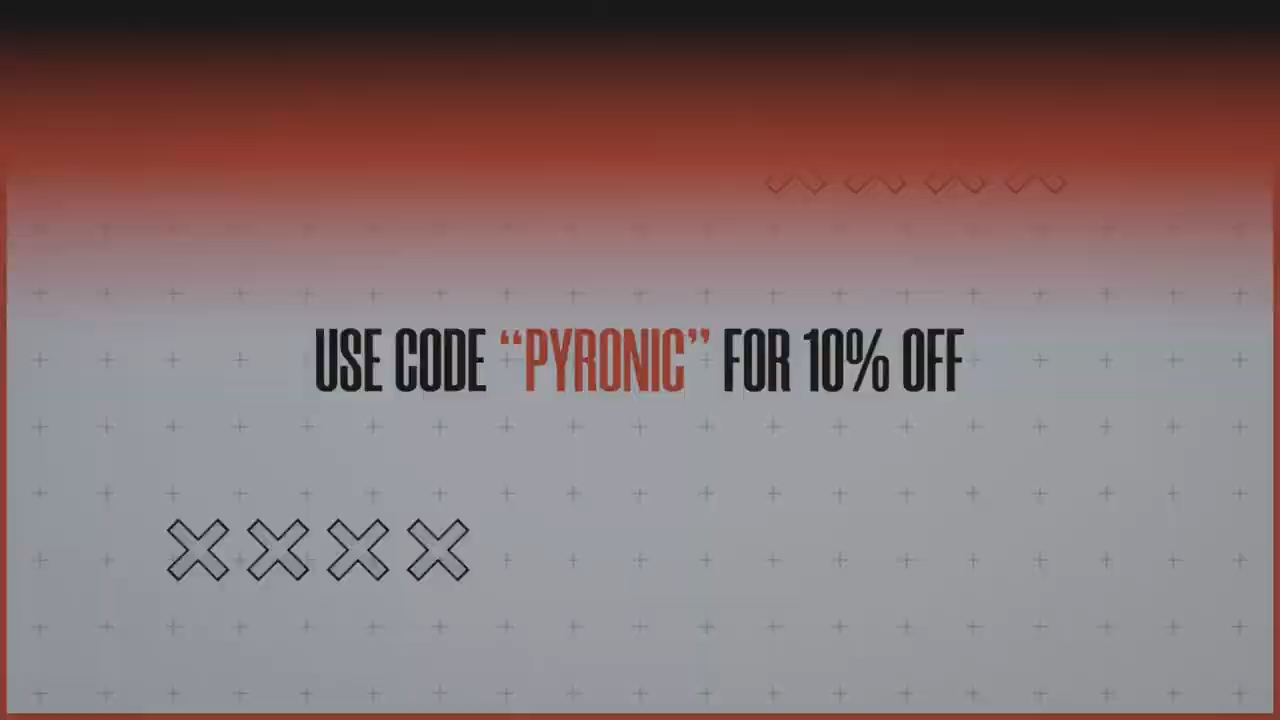 USE CODE “PYRONIC” FOR 10% OFF